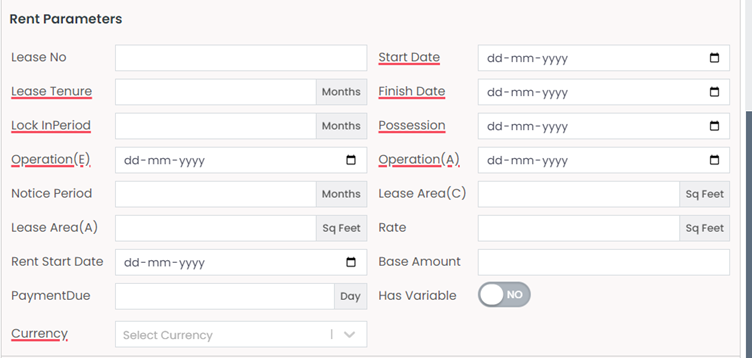 Rent Parameters
Lease No Start Date dd-mm-yyyy
Lease Tenure Months Finish Date dd-mm-yyyy
Lock InPeriod Months Possession dd-mm-yyyy
Operation(E) dd-mm-yyyy Operation(A) dd-mm-yyyy
Notice Period Months Lease Area(C) Sq Feet
Lease Area(A) Sq Feet Rate Sq Feet
Rent Start Date dd-mm-yyyy Base Amount
PaymentDue Day Has Variable NO
Currency Select Currency